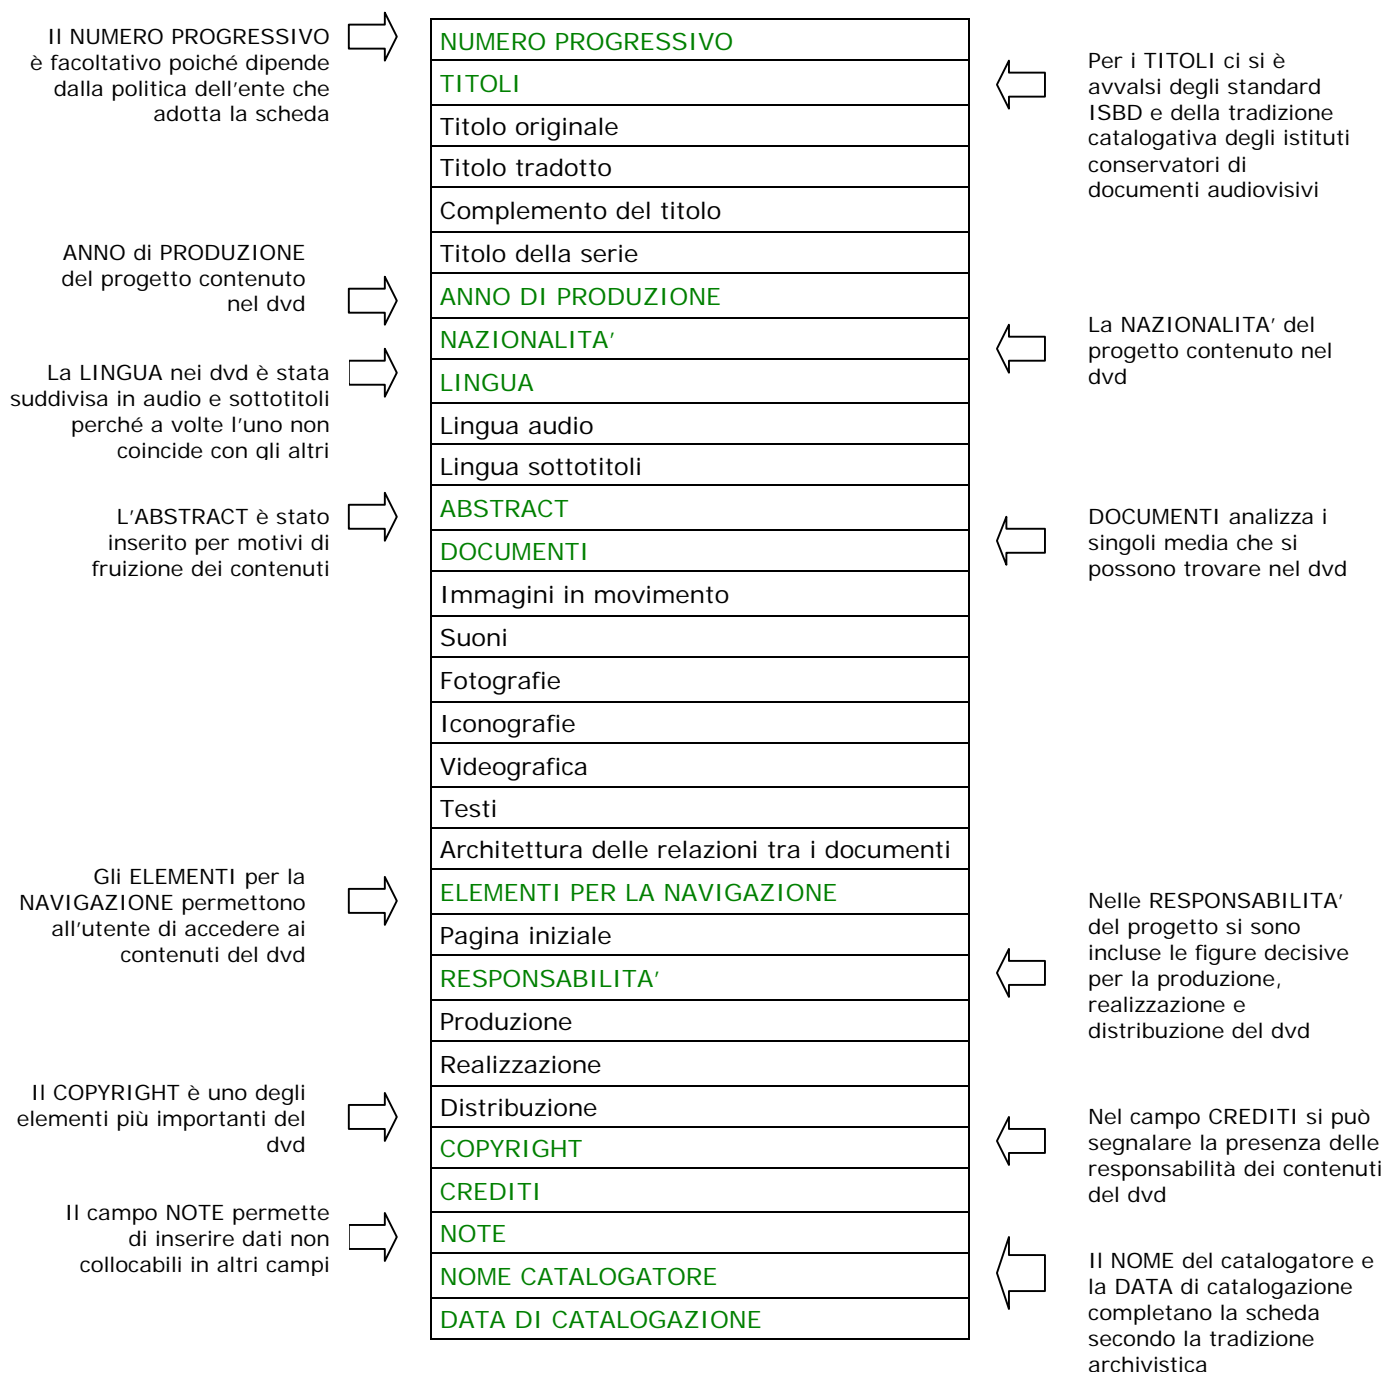 Il NUMERO PROGRESSIVO
è facoltativo poiché dipende
dalla politica dell'ente che
adotta la scheda
ANNO di PRODUZIONE
del progetto contenuto
nel dvd
La LINGUA nei dvd è stata
suddivisa in audio e sottotitoli
perché a volte l'uno non
coincide con gli altri
L'ABSTRACT è stato
inserito per motivi di
fruizione dei contenuti
Gli ELEMENTI per la
NAVIGAZIONE permettono
all'utente di accedere ai
contenuti del dvd
Il COPYRIGHT è uno degli
elementi più importanti del
dvd
Il campo NOTE permette
di inserire dati non
collocabili in altri campi
NUMERO PROGRESSIVO
TITOLI
Titolo originale
Titolo tradotto
Complemento del titolo
Titolo della serie
ANNO DI PRODUZIONE
NAZIONALITA'
LINGUA
Lingua audio
Lingua sottotitoli
ABSTRACT
DOCUMENTI
Immagini in movimento
Suoni
Fotografie
Iconografie
Videografica
Testi
Architettura delle relazioni tra i documenti
ELEMENTI PER LA NAVIGAZIONE
Pagina iniziale
RESPONSABILITA'
Produzione
Realizzazione
Distribuzione
COPYRIGHT
CREDITI
NOTE
NOME CATALOGATORE
DATA DI CATALOGAZIONE
Per i TITOLI ci si è
avvalsi degli standard
ISBD e della tradizione
catalogativa degli istituti
conservatori di
documenti audiovisivi
La NAZIONALITA' del
progetto contenuto nel
dvd
DOCUMENTI analizza i
singoli media che si
possono trovare nel dvd
Nelle RESPONSABILITA'
del progetto si sono
incluse le figure decisive
per la produzione,
realizzazione e
distribuzione del dvd
Nel campo CREDITI si può
segnalare la presenza delle
responsabilità dei contenuti
del dvd
Il NOME del catalogatore e
la DATA di catalogazione
completano la scheda
secondo la tradizione
archivistica